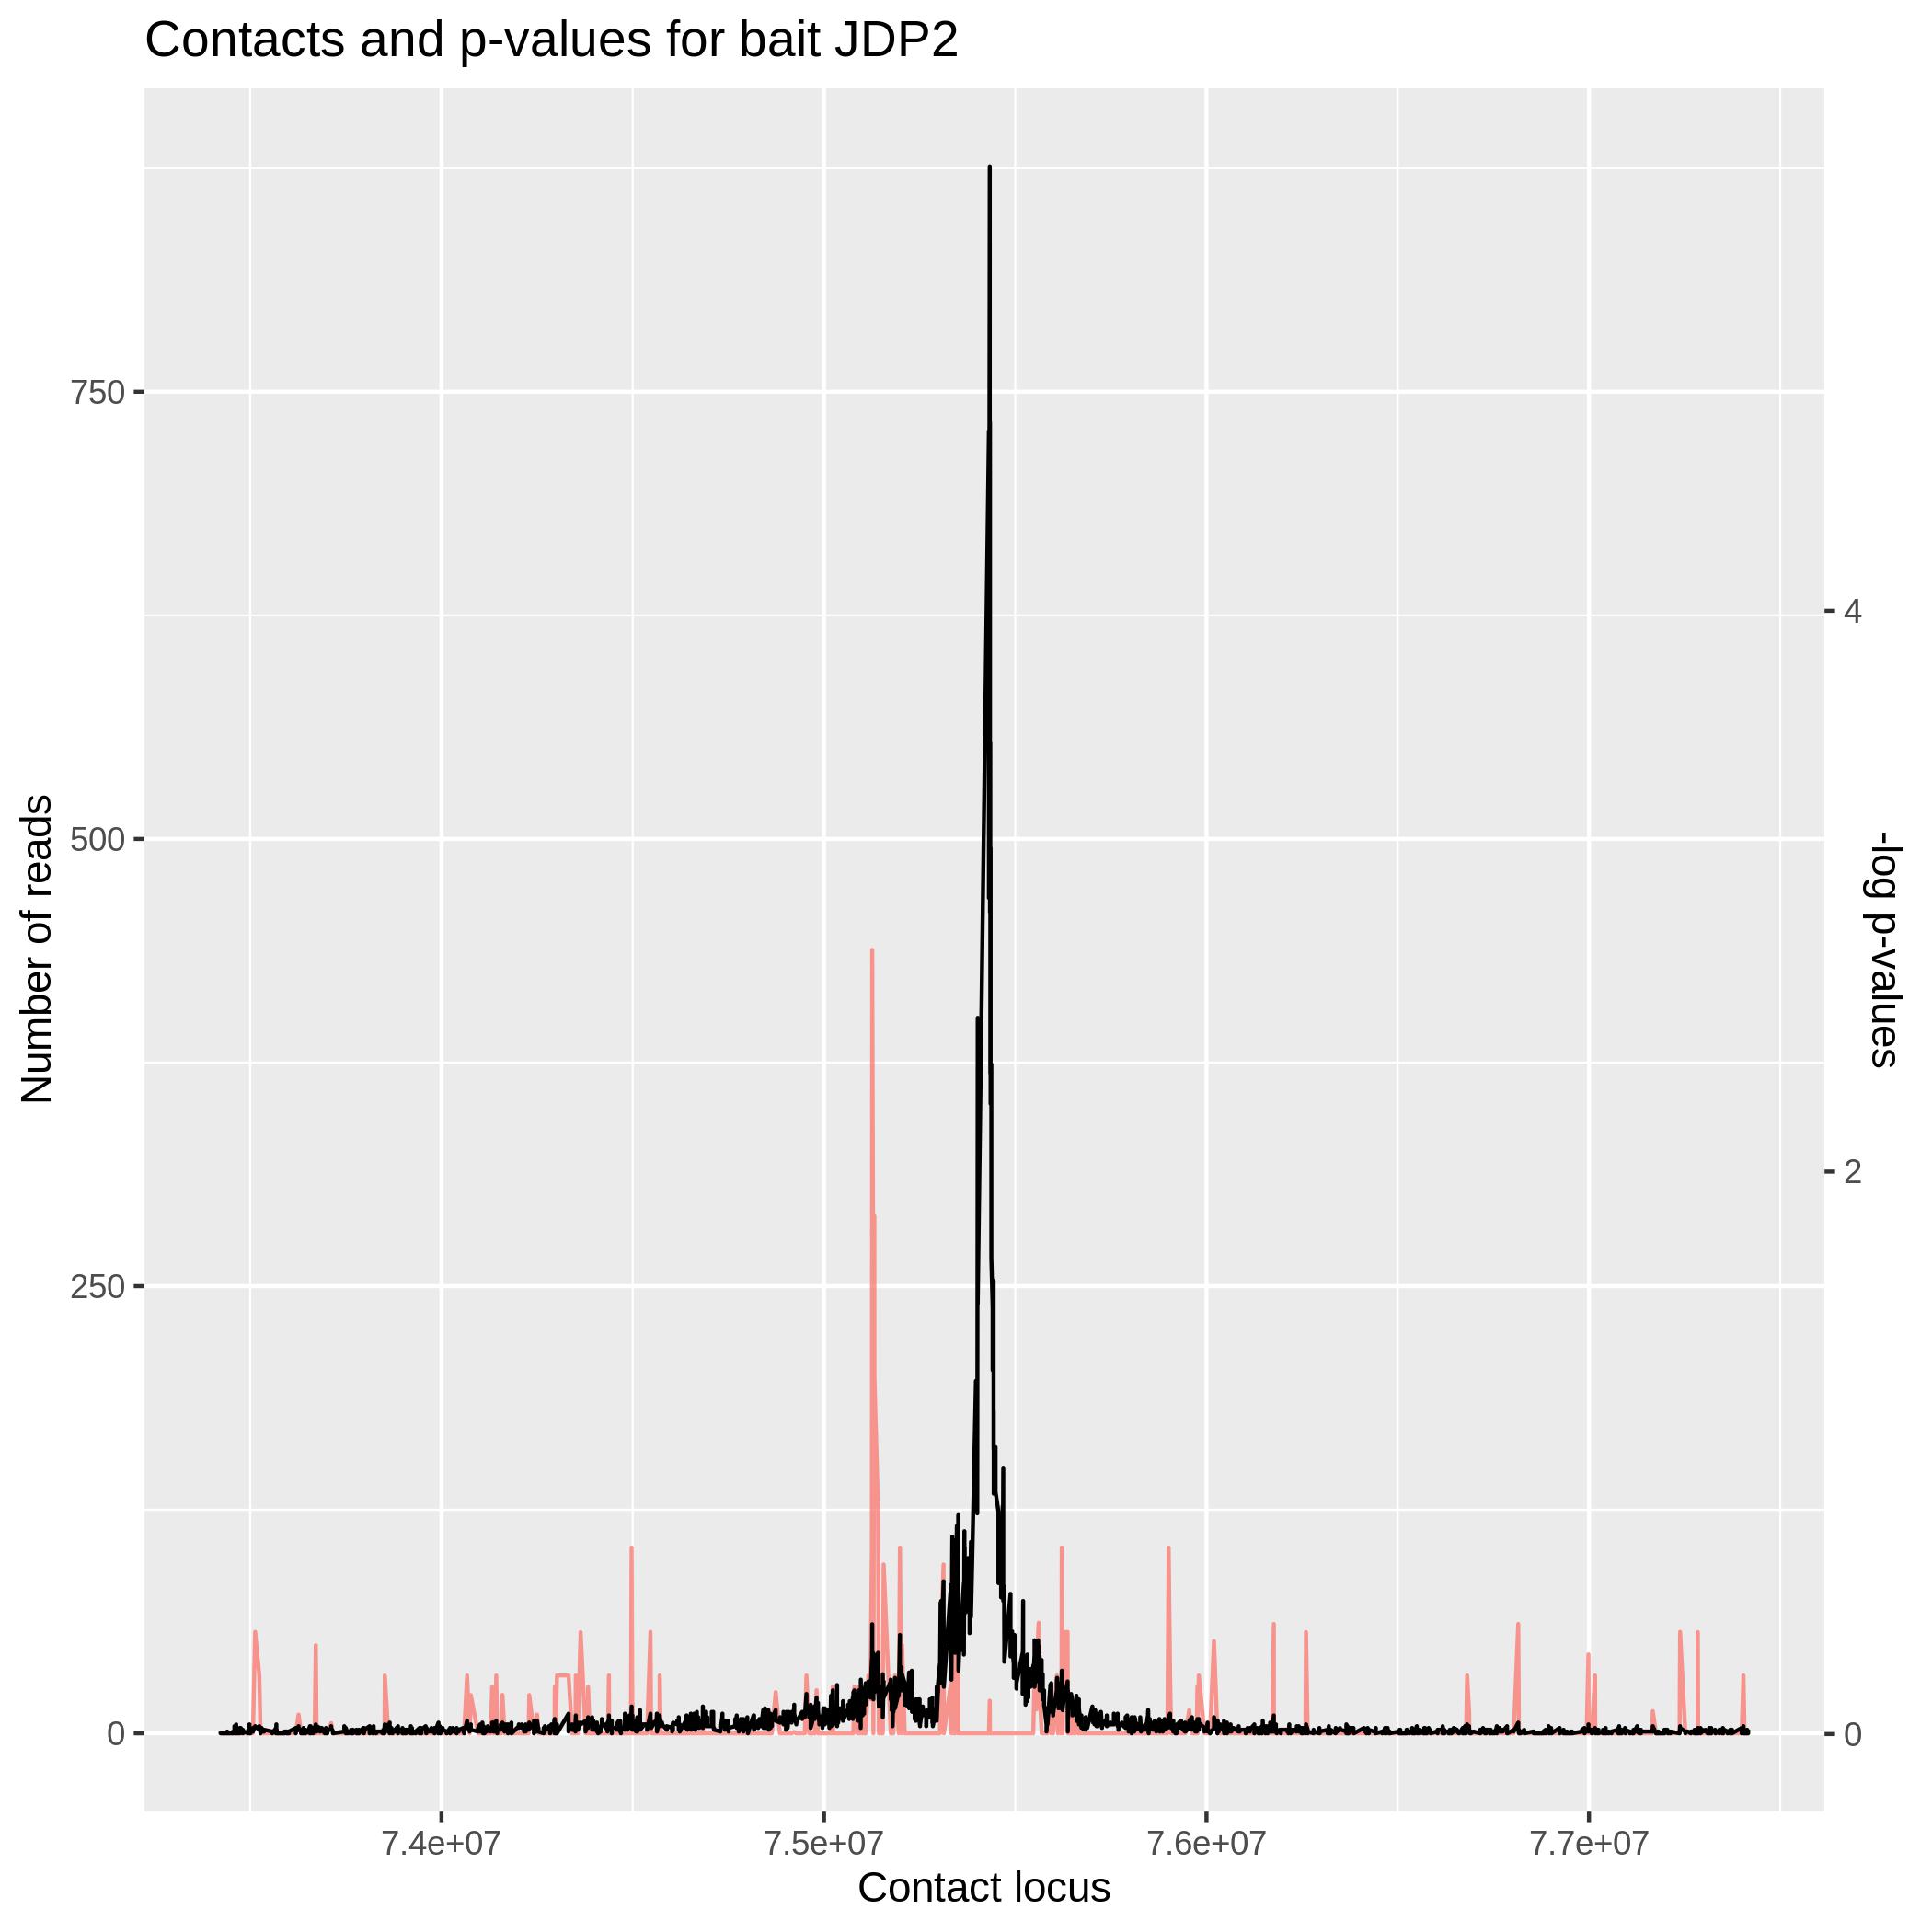 Contacts and p-values for bait JDP2
Number of reads
750
500
250
0
4
2
0
-log p-values
7.4e+07
7.5e+07
7.6e+07
7.7e+07
Contact locus